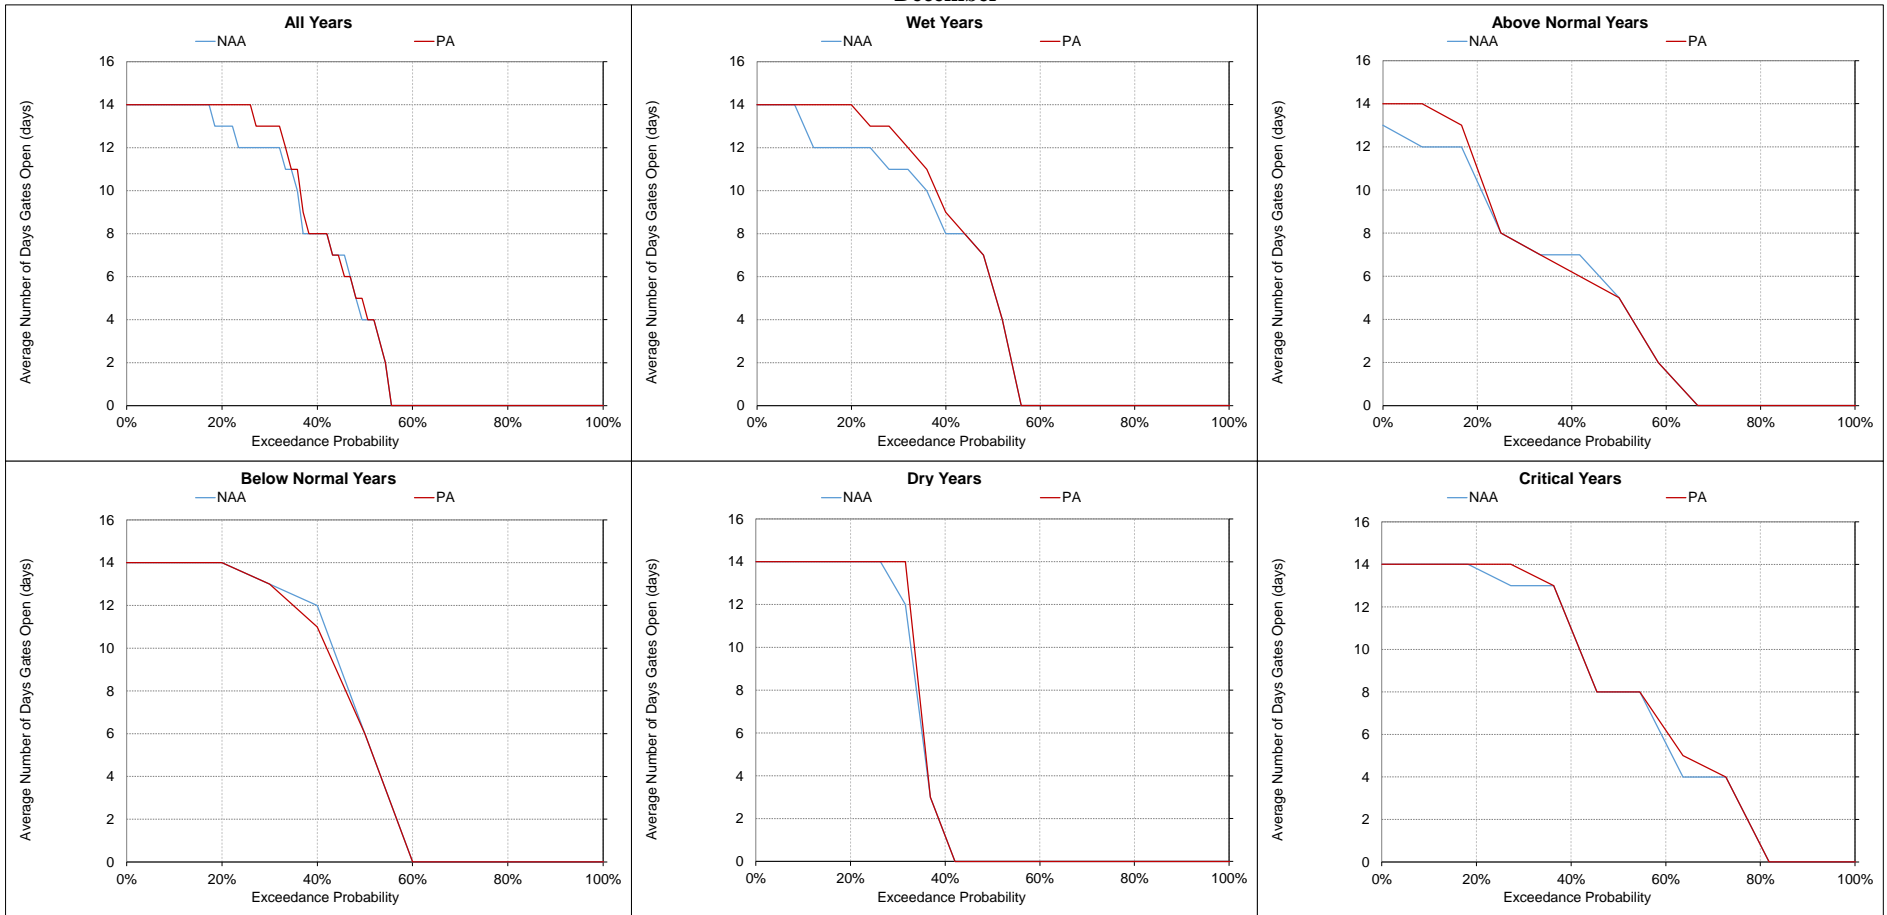 December
All Years
NAA PA
Average Number of Days Gates Open (days)
16
14
12
10
8
6
4
2
0
0% 20% 40% 60% 80% 100%
Exceedance Probability
Wet Years
NAA PA
Average Number of Days Gates Open (days)
16
14
12
10
8
6
4
2
0
0% 20% 40% 60% 80% 100%
Exceedance Probability
Above Normal Years
NAA PA
Average Number of Days Gates Open (days)
16
14
12
10
8
6
4
2
0
0% 20% 40% 60% 80% 100%
Exceedance Probability
Below Normal Years
NAA PA
Average Number of Days Gates Open (days)
16
14
12
10
8
6
4
2
0
0% 20% 40% 60% 80% 100%
Exceedance Probability
Dry Years
NAA PA
Average Number of Days Gates Open (days)
16
14
12
10
8
6
4
2
0
0% 20% 40% 60% 80% 100%
Exceedance Probability
Critical Years
NAA PA
Average Number of Days Gates Open (days)
16
14
12
10
8
6
4
2
0
0% 20% 40% 60% 80% 100%
Exceedance Probability